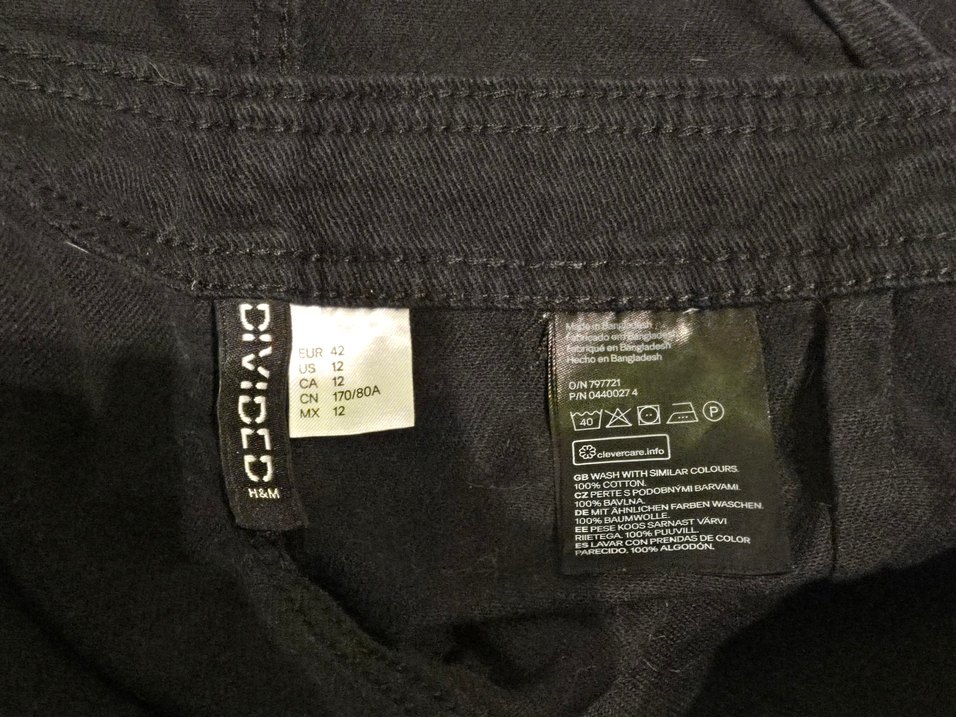 DIVIDED
H&M
EUR 42
US 12
CA 12
CN 170/80A
MX 12
Made in Bangladesh
Fabricado em Bangladesh
Fabriqué en Bangladesh
Hecho en Bangladesh
O/N 797721
P/N 0440027 4
40
P
clevercare.info
GB WASH WITH SIMILAR COLOURS.
100% COTTON.
CZ PERTE S PODOBNÝMI BARVAMI.
100% BAVLNA.
DE MIT ÄHNLICHEN FARBEN WASCHEN.
100% BAUMWOLLE.
EE PESE KOOS SARNAST VÄRVI
RIIETEGA. 100% PUUVILL.
ES LAVAR CON PRENDAS DE COLOR
PARECIDO. 100% ALGODÓN.